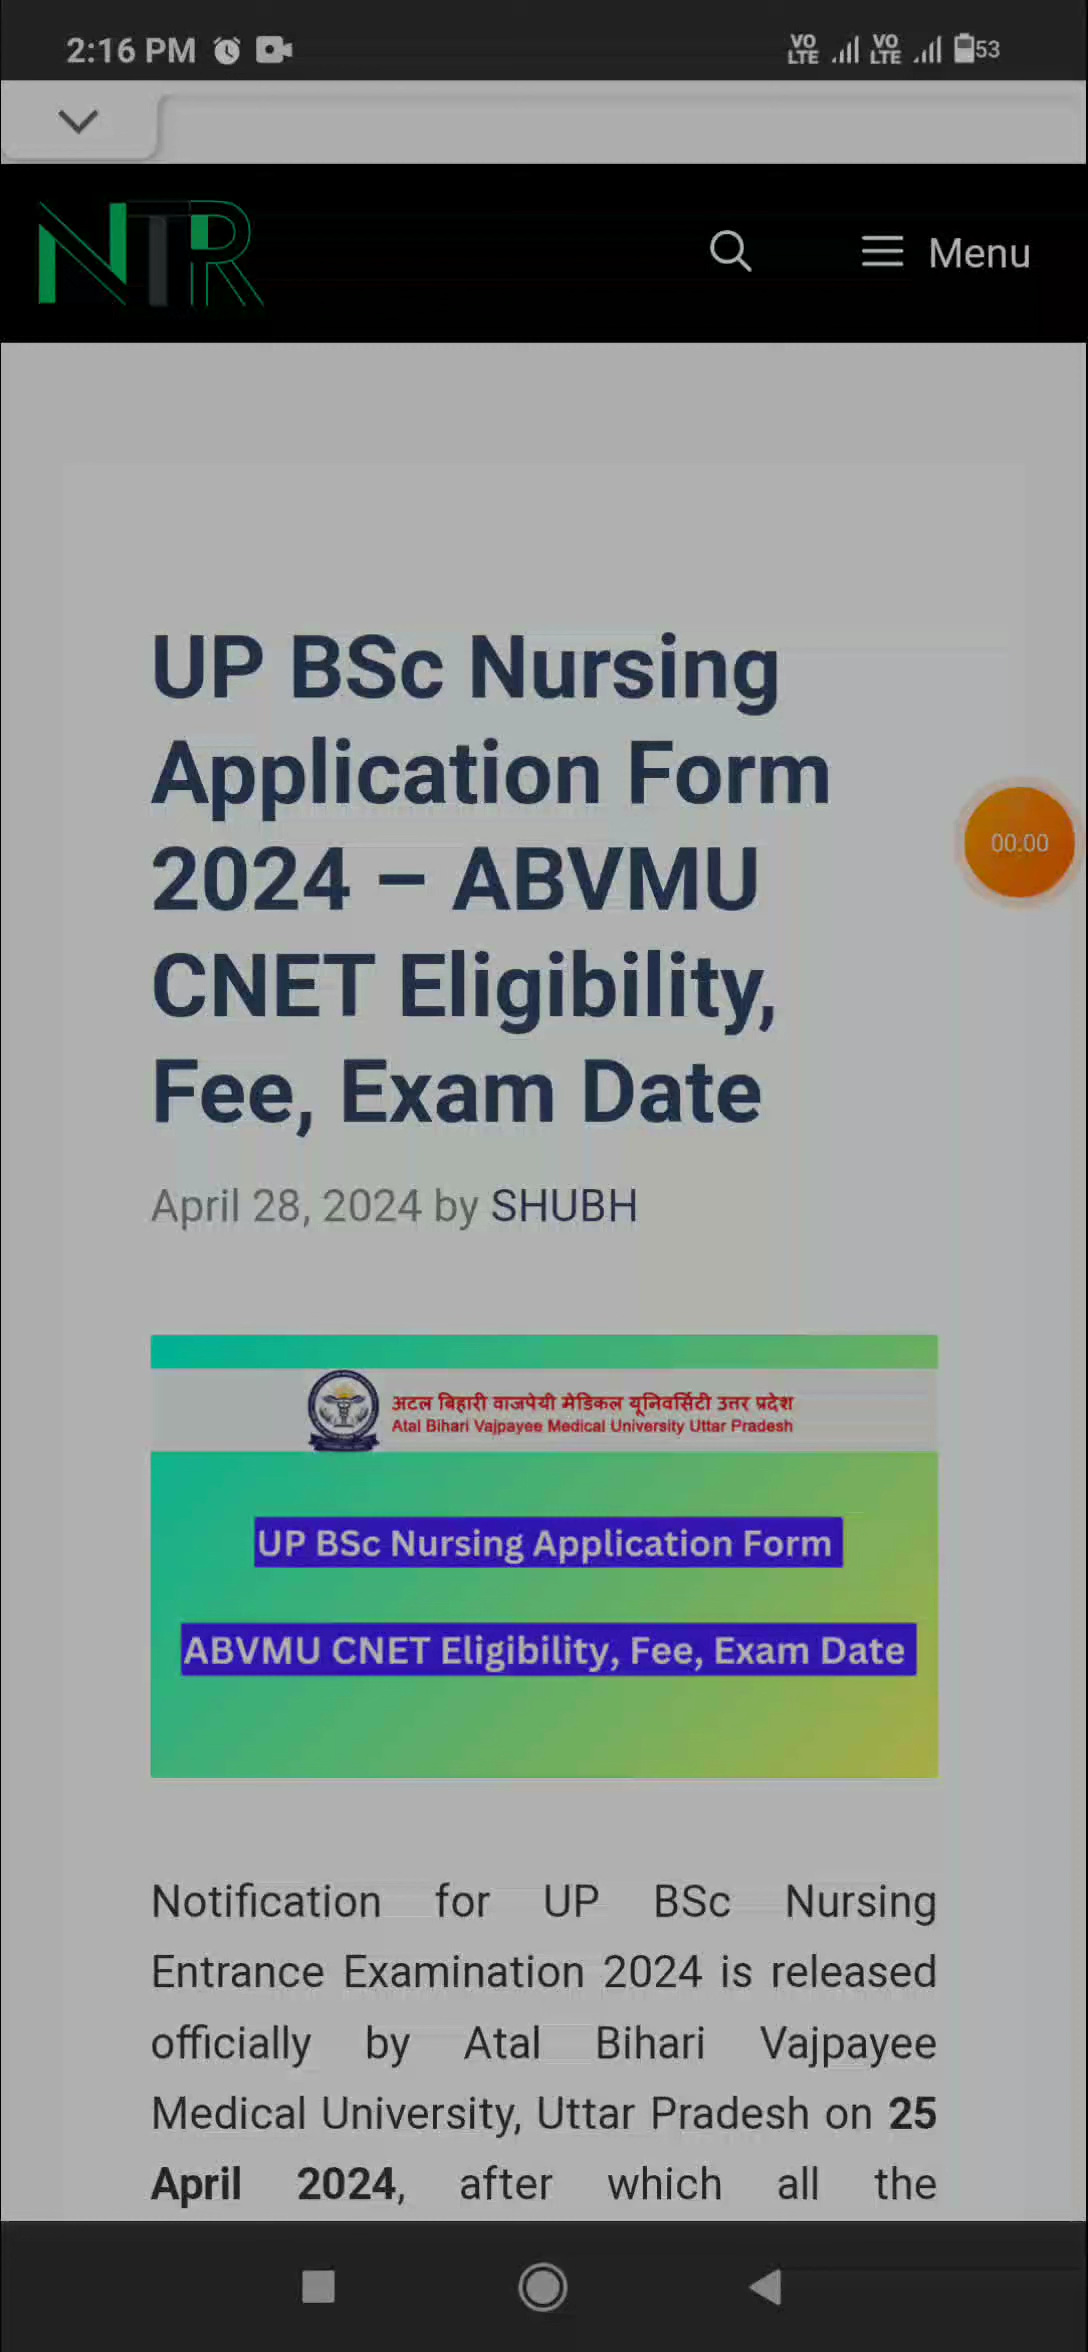 2:16 PM
VO LTE VO LTE 53
NTR
Menu
UP BSc Nursing
Application Form
2024 – ABVMU
CNET Eligibility,
Fee, Exam Date
00:00
April 28, 2024 by SHUBH
अटल बिहारी वाजपेयी मेडिकल यूनिवर्सिटी उत्तर प्रदेश
Atal Bihari Vajpayee Medical University Uttar Pradesh
UP BSc Nursing Application Form
ABVMU CNET Eligibility, Fee, Exam Date
Notification for UP BSc Nursing
Entrance Examination 2024 is released
officially by Atal Bihari Vajpayee
Medical University, Uttar Pradesh on 25
April 2024, after which all the